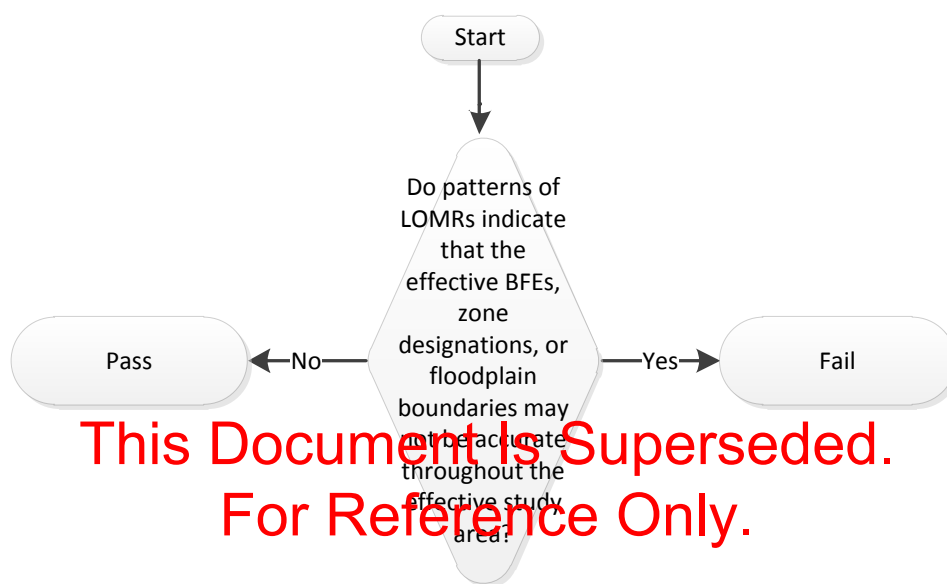 Start
Do patterns of
LOMRs indicate
that the
effective BFEs,
zone
designations, or
floodplain
boundaries may
not be accurate
throughout the
effective study
area?
Pass
No
Yes
Fail
This Document Is Superseded.
For Reference Only.